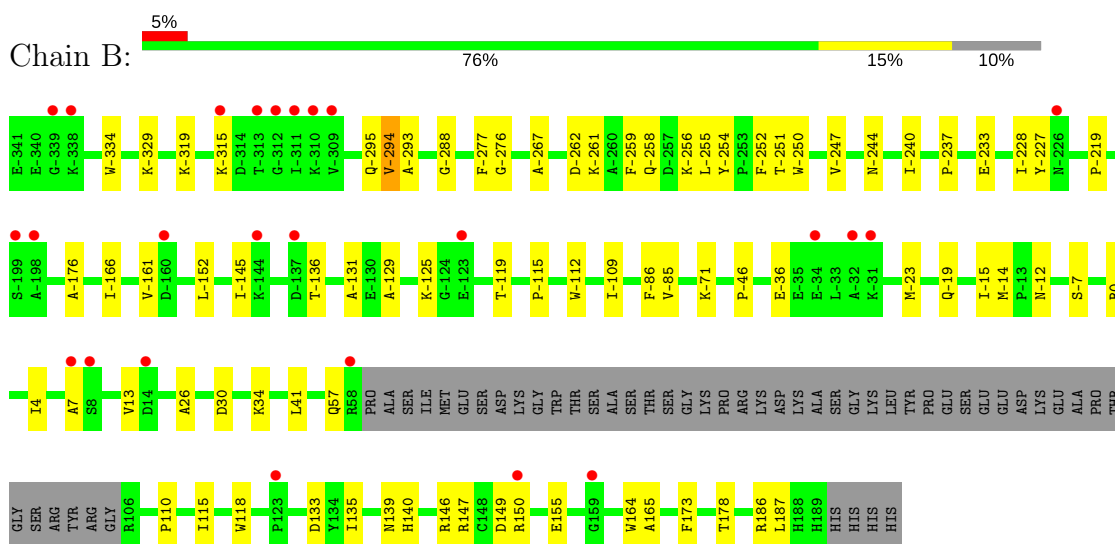 5%
Chain B:
76% 15% 10%
E-341 E-340 G-339 K-338 W-334 K-329 K-319 K-315 D-314 T-313 G-312 I-311 K-310 V-309 Q-295 V-294 A-293 G-288 F-277 G-276 A-267 D-262 K-261 A-260 F-259 Q-258 D-257 K-256 L-255 Y-254 P-253 F-252 T-251 W-250 V-247 N-244 I-240 P-237 E-233 I-228 Y-227 N-226 P-219
S-199 A-198 A-176 I-166 V-161 D-160 L-152 I-145 K-144 D-137 T-136 A-131 E-130 A-129 K-125 G-124 E-123 T-119 P-115 W-112 I-109 F-86 V-85 K-71 P-46 E-36 E-35 E-34 L-33 A-32 K-31 M-23 Q-19 I-15 M-14 P-13 N-12 S-7
I4 A7 S8 V13 D14 A26 D30 K34 L41 Q57 R58 PRO ALA SER ILE MET GLU SER ASP LYS GLY TRP THR SER ALA SER THR SER GLY LYS PRO ARG LYS ASP LYS ALA SER GLY LYS LEU TYR PRO GLU SER GLU GLU ASP LYS GLU ALA PRO THR
GLY SER ARG TYR ARG GLY R106 P110 I115 W118 P123 D133 Y134 I135 N139 H140 R146 R147 C148 D149 R150 E155 G159 W164 A165 F173 T178 R186 L187 H188 H189 HIS HIS HIS HIS